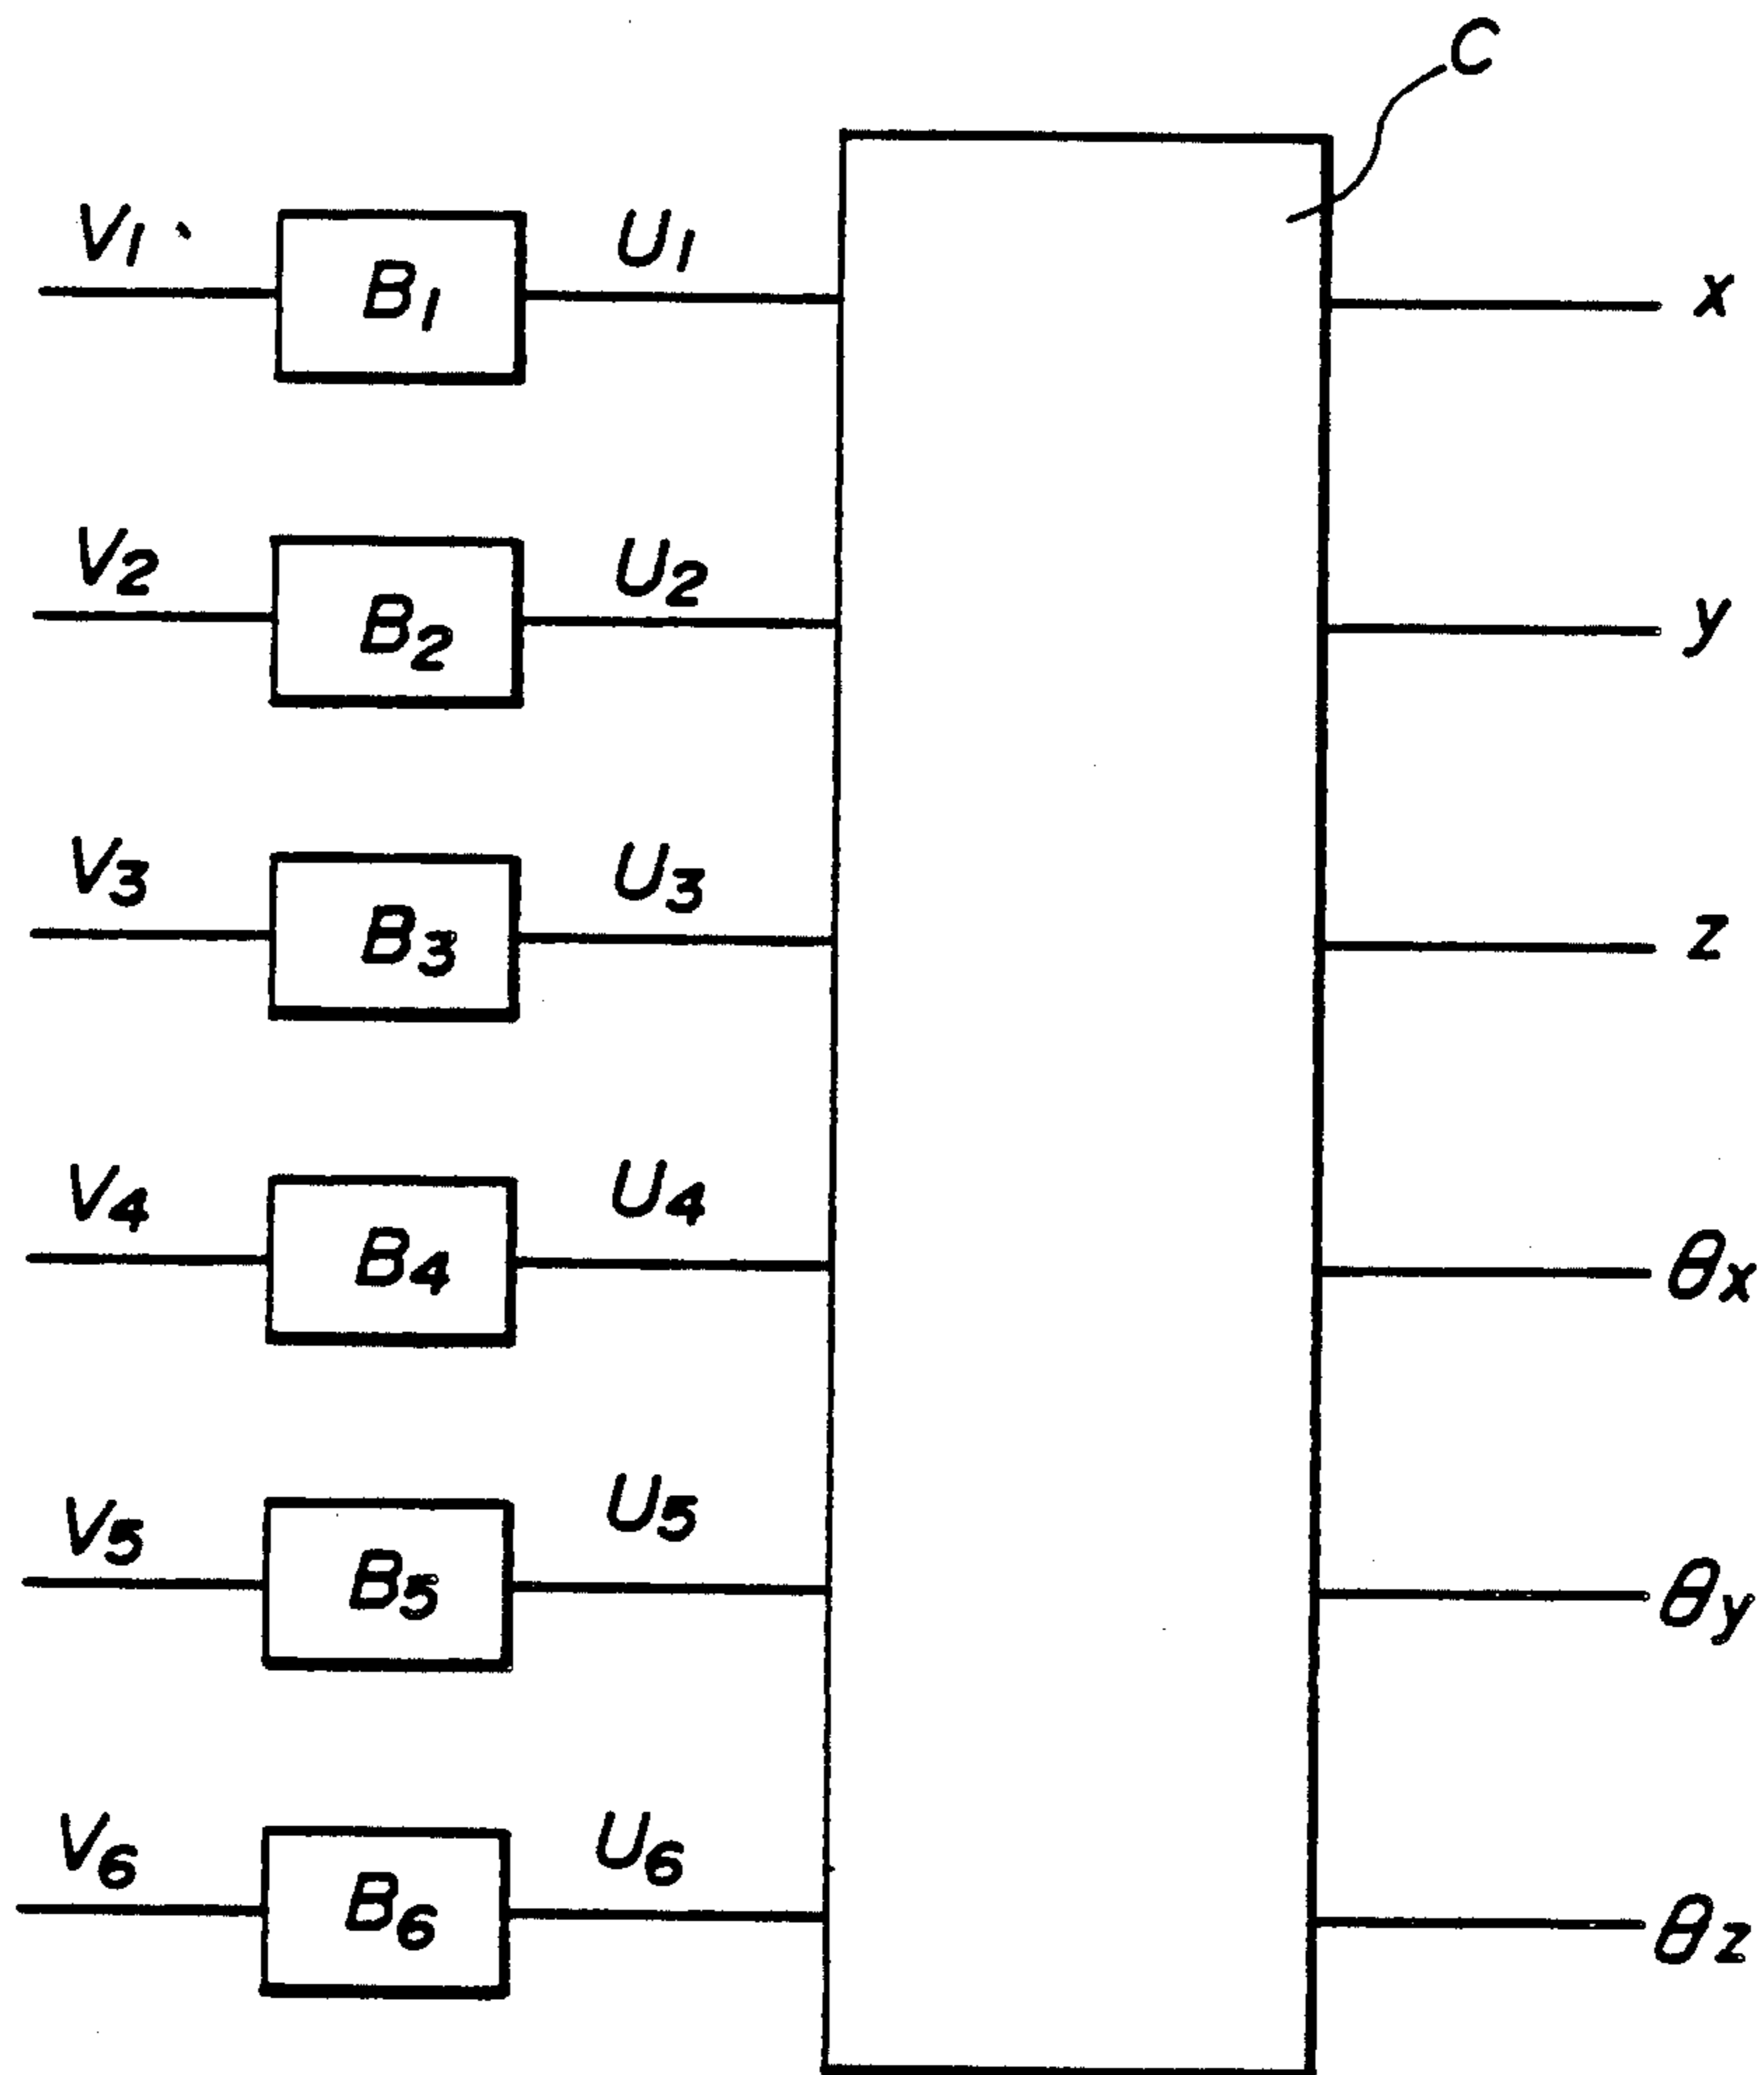 C
V1 U1
B1 x
V2 U2
B2 y
V3 U3
B3 z
V4 U4
B4 θx
V5 U5
B5 θy
V6 U6
B6 θz